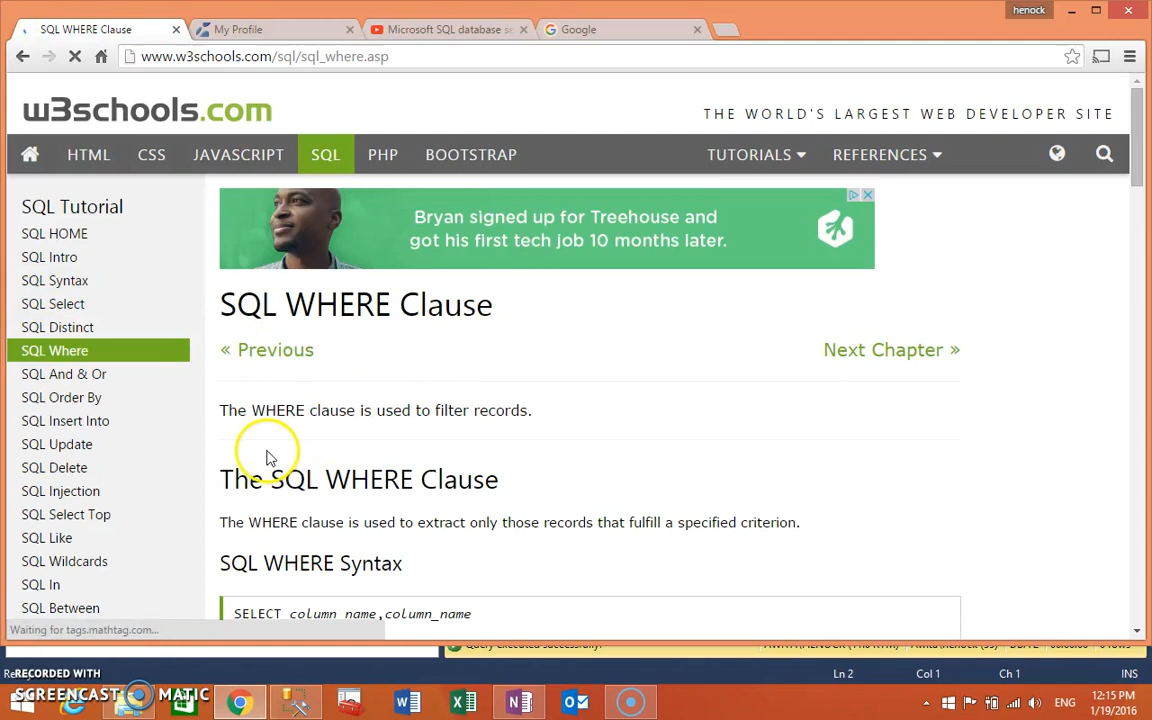 henock
SQL WHERE Clause
My Profile
Microsoft SQL database se
Google
www.w3schools.com/sql/sql_where.asp
w3schools.com
THE WORLD'S LARGEST WEB DEVELOPER SITE
HTML CSS JAVASCRIPT SQL PHP BOOTSTRAP TUTORIALS REFERENCES
SQL Tutorial
SQL HOME
SQL Intro
SQL Syntax
SQL Select
SQL Distinct
SQL Where
SQL And & Or
SQL Order By
SQL Insert Into
SQL Update
SQL Delete
SQL Injection
SQL Select Top
SQL Like
SQL Wildcards
SQL In
SQL Between
Bryan signed up for Treehouse and
got his first tech job 10 months later.
SQL WHERE Clause
« Previous
Next Chapter »
The WHERE clause is used to filter records.
The SQL WHERE Clause
The WHERE clause is used to extract only those records that fulfill a specified criterion.
SQL WHERE Syntax
SELECT column_name,column_name
Waiting for tags.mathtag.com...
Query executed successfully.
Ln 2 Col 1 Ch 1 INS
RECORDED WITH
SCREENCAST MATIC
ENG
12:15 PM
1/19/2016